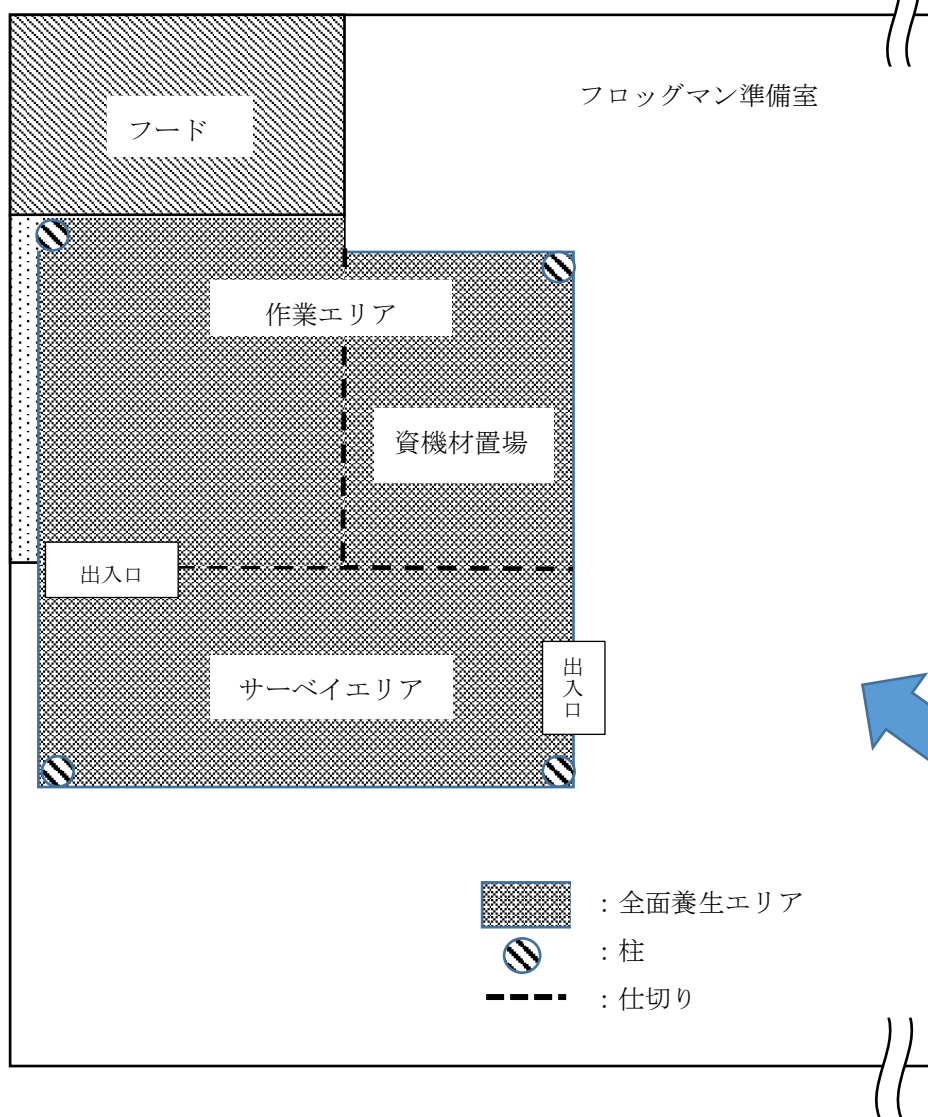 フロッグマン準備室
フード
作業エリア
資機材置場
出入口
サーベイエリア
出入口
：全面養生エリア
：柱
：仕切り